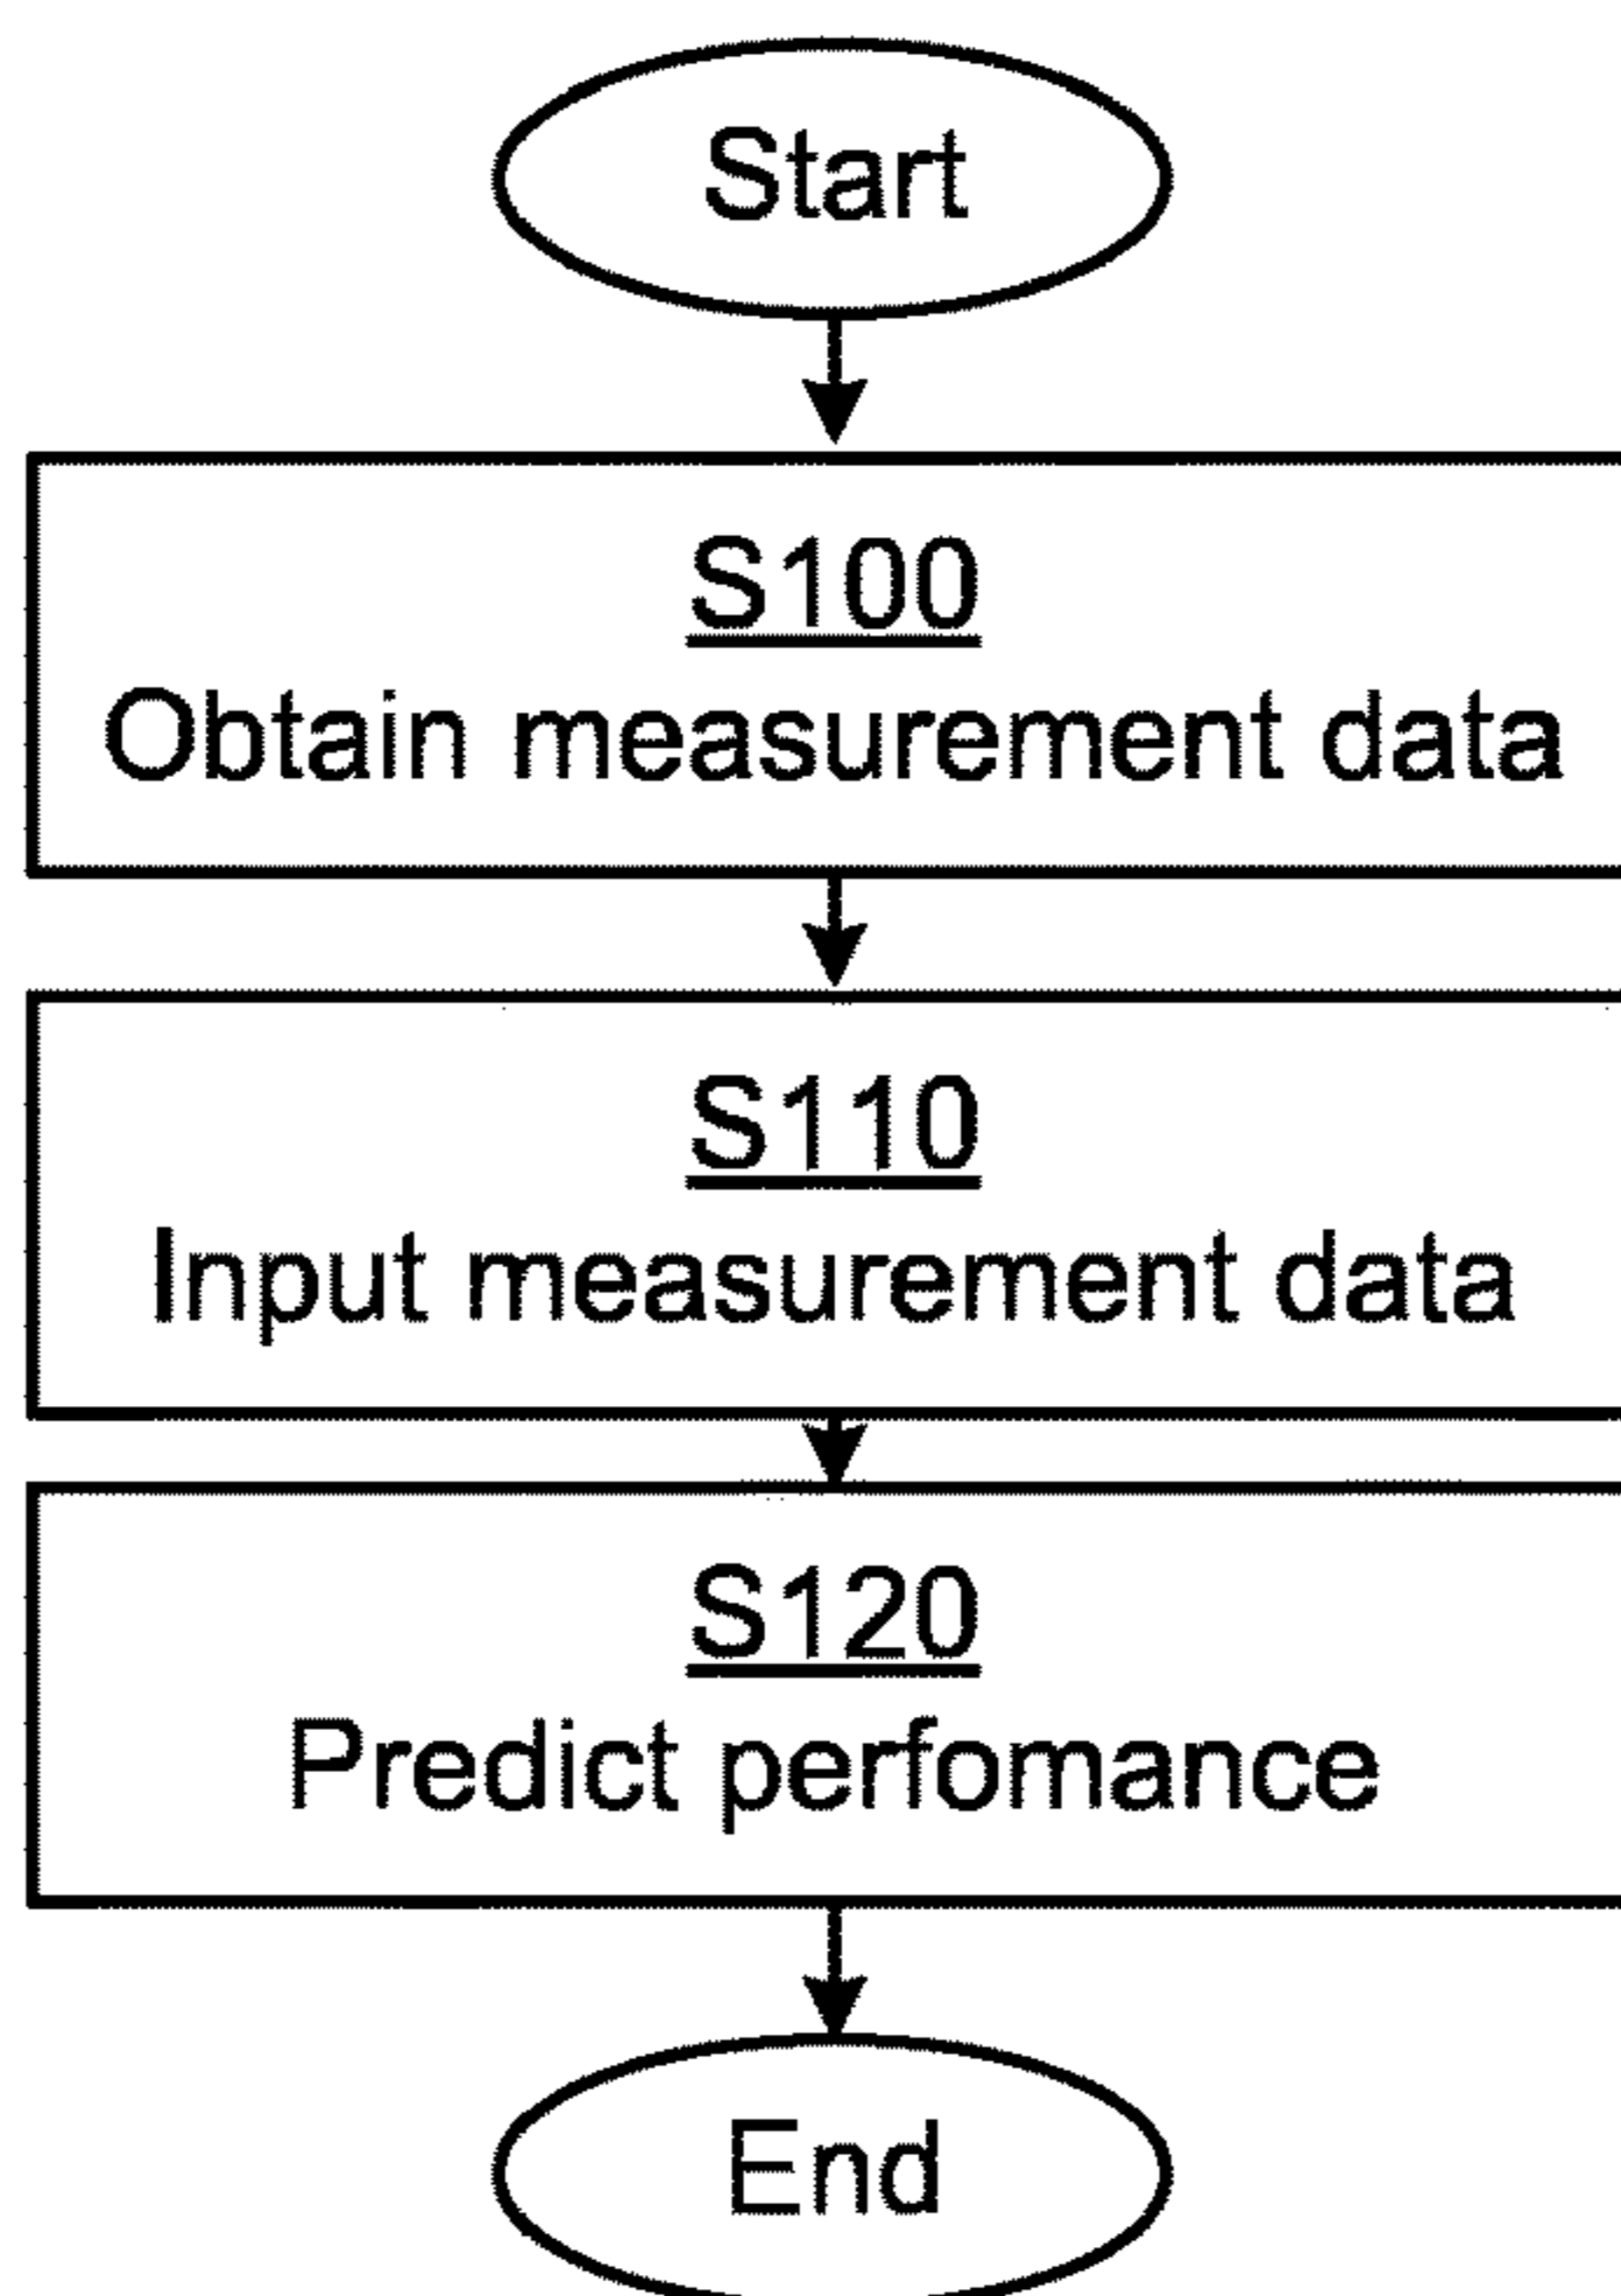 Start
S100
Obtain measurement data
S110
Input measurement data
S120
Predict perfomance
End